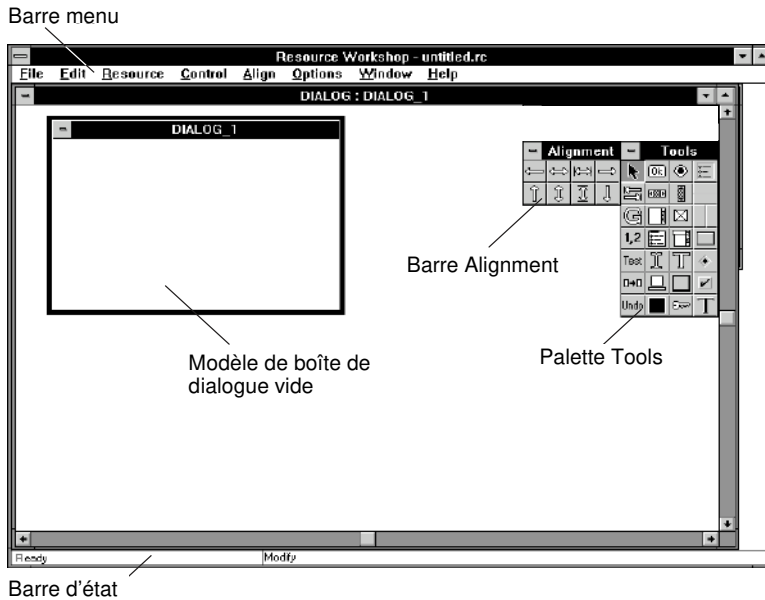 Barre menu
Resource Workshop - untitled.rc
File Edit Resource Control Align Options Window Help
DIALOG : DIALOG_1
DIALOG_1
Alignment
Tools
Ok
1,2
Test
Undo
T
Barre Alignment
Palette Tools
Modèle de boîte de
dialogue vide
Ready
Modify
Barre d'état